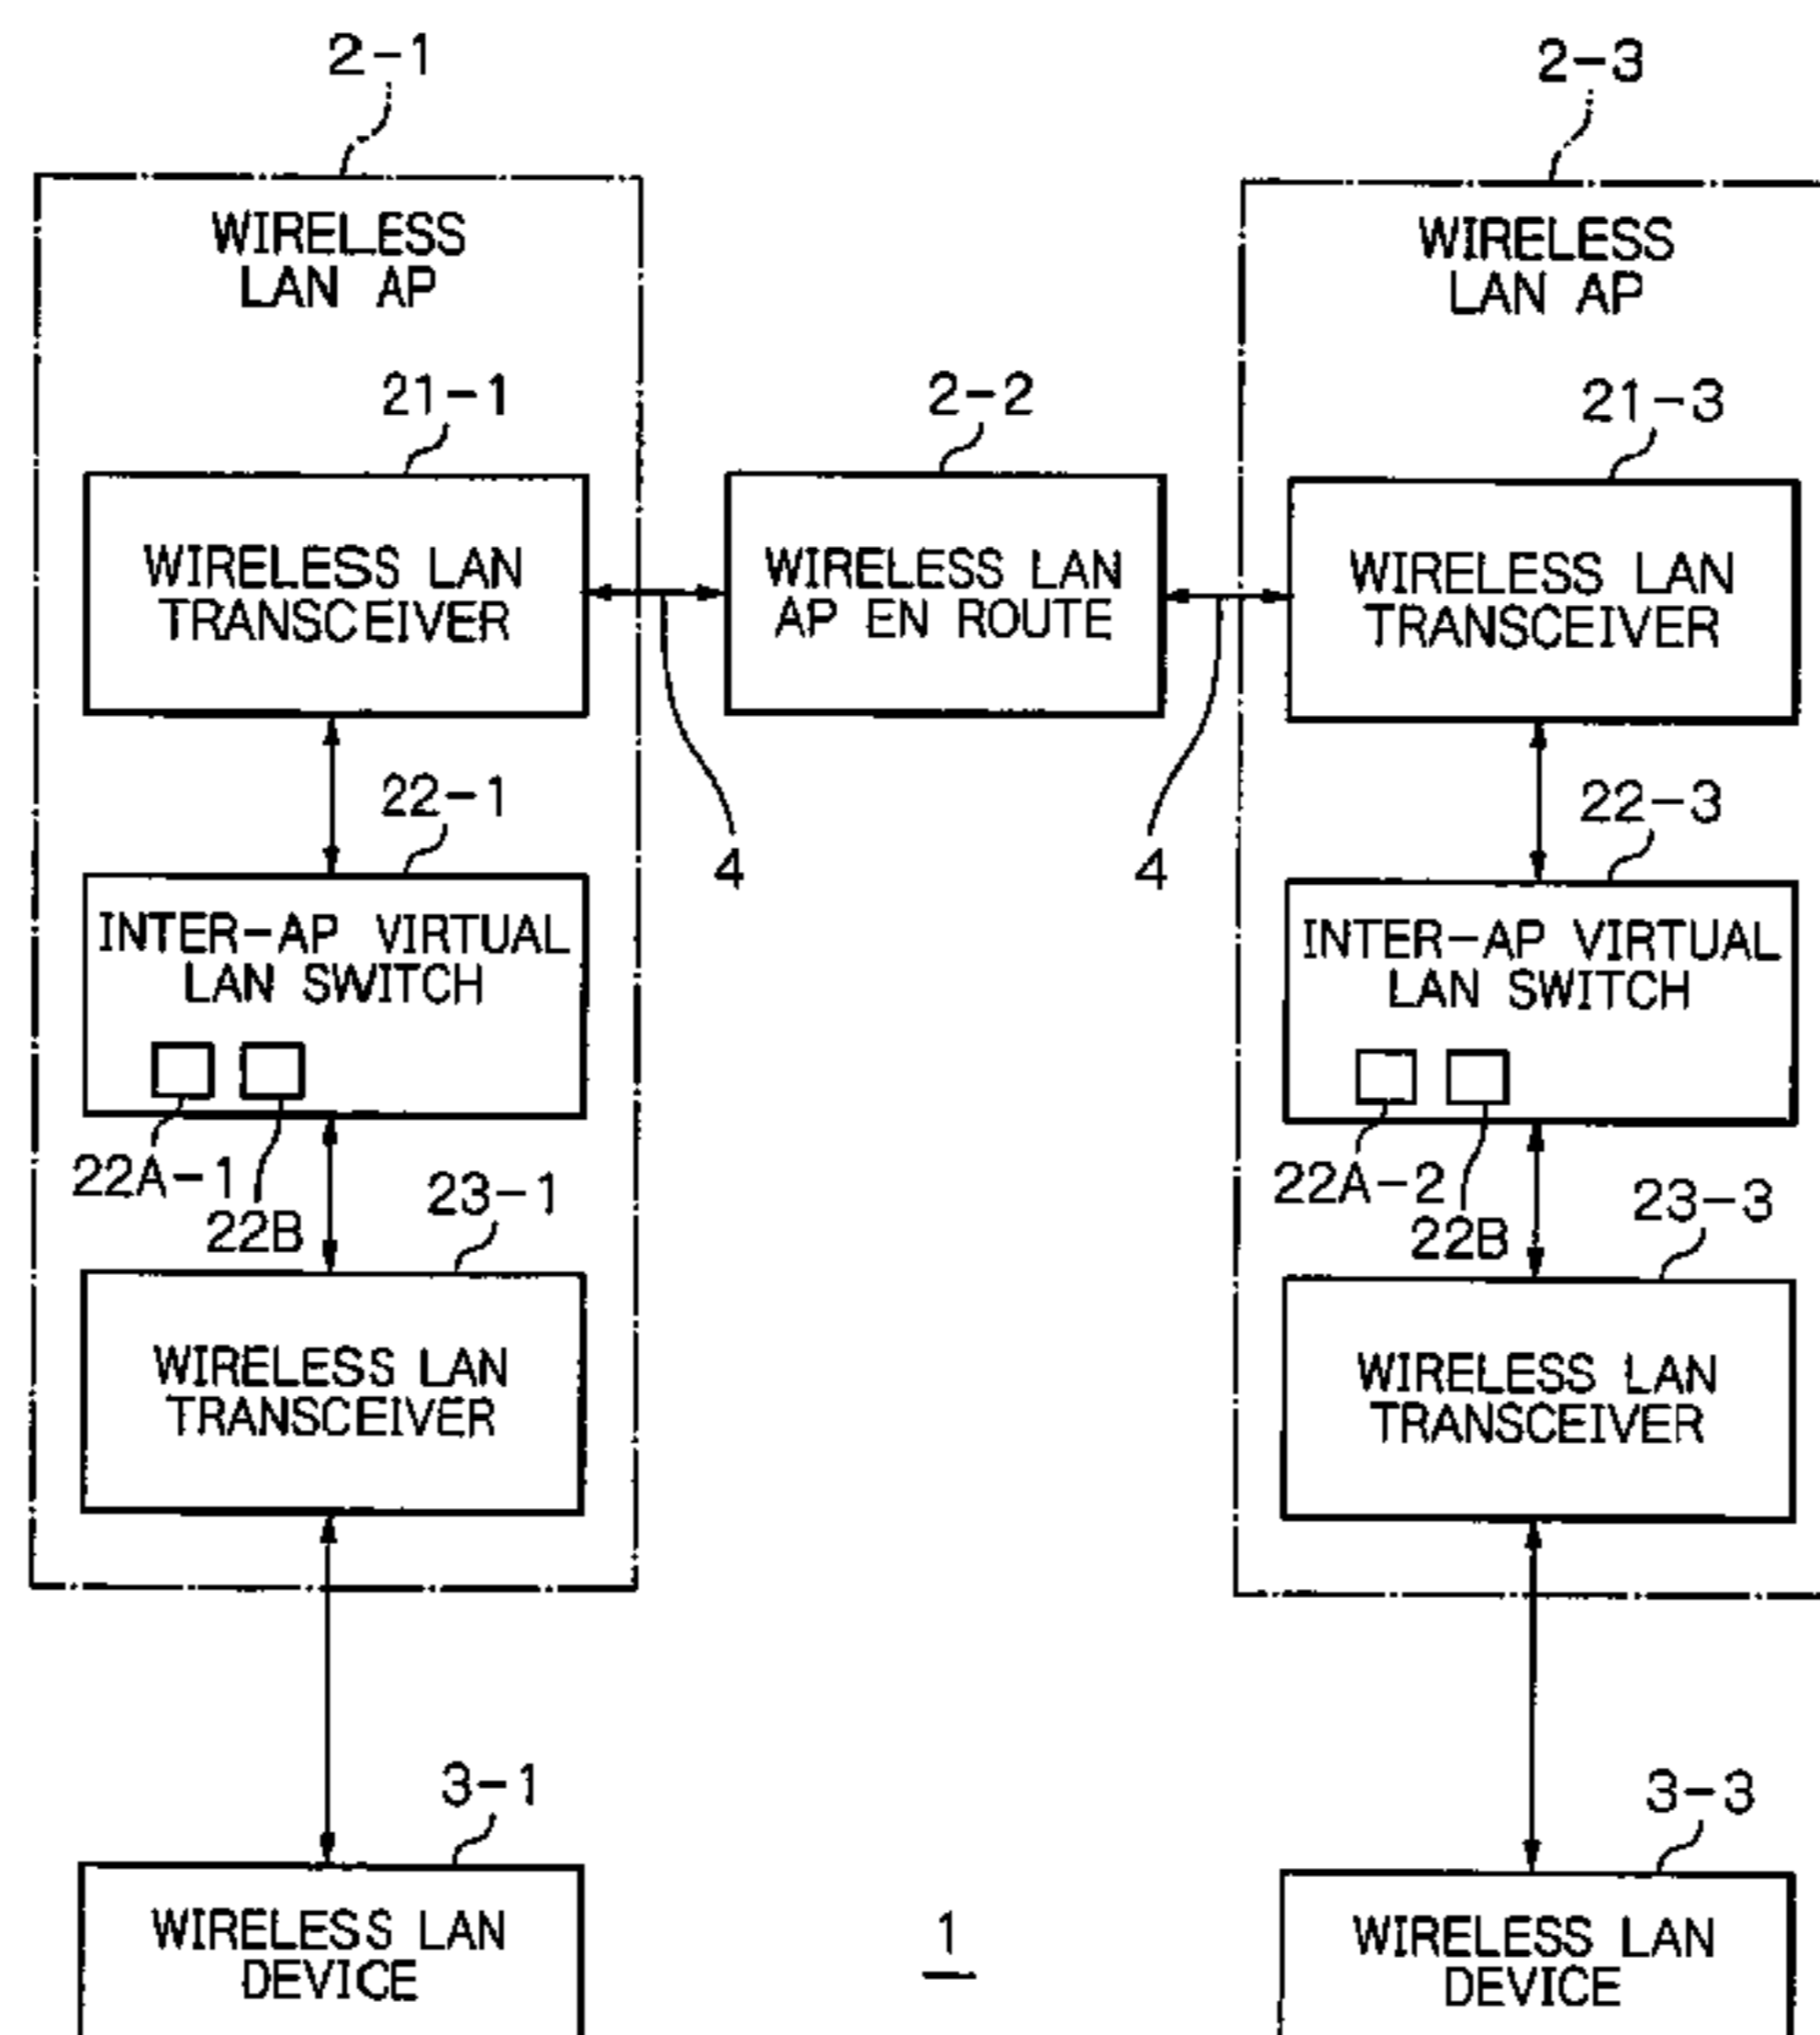 2-1
2-3
WIRELESS
LAN AP
WIRELESS
LAN AP
21-1
2-2
21-3
WIRELESS LAN
TRANSCEIVER
WIRELESS LAN
AP EN ROUTE
WIRELESS LAN
TRANSCEIVER
22-1
4
4
22-3
INTER-AP VIRTUAL
LAN SWITCH
INTER-AP VIRTUAL
LAN SWITCH
22A-1
22B
23-1
22A-2
22B
23-3
WIRELESS LAN
TRANSCEIVER
WIRELESS LAN
TRANSCEIVER
3-1
3-3
WIRELESS LAN
DEVICE
1
WIRELESS LAN
DEVICE